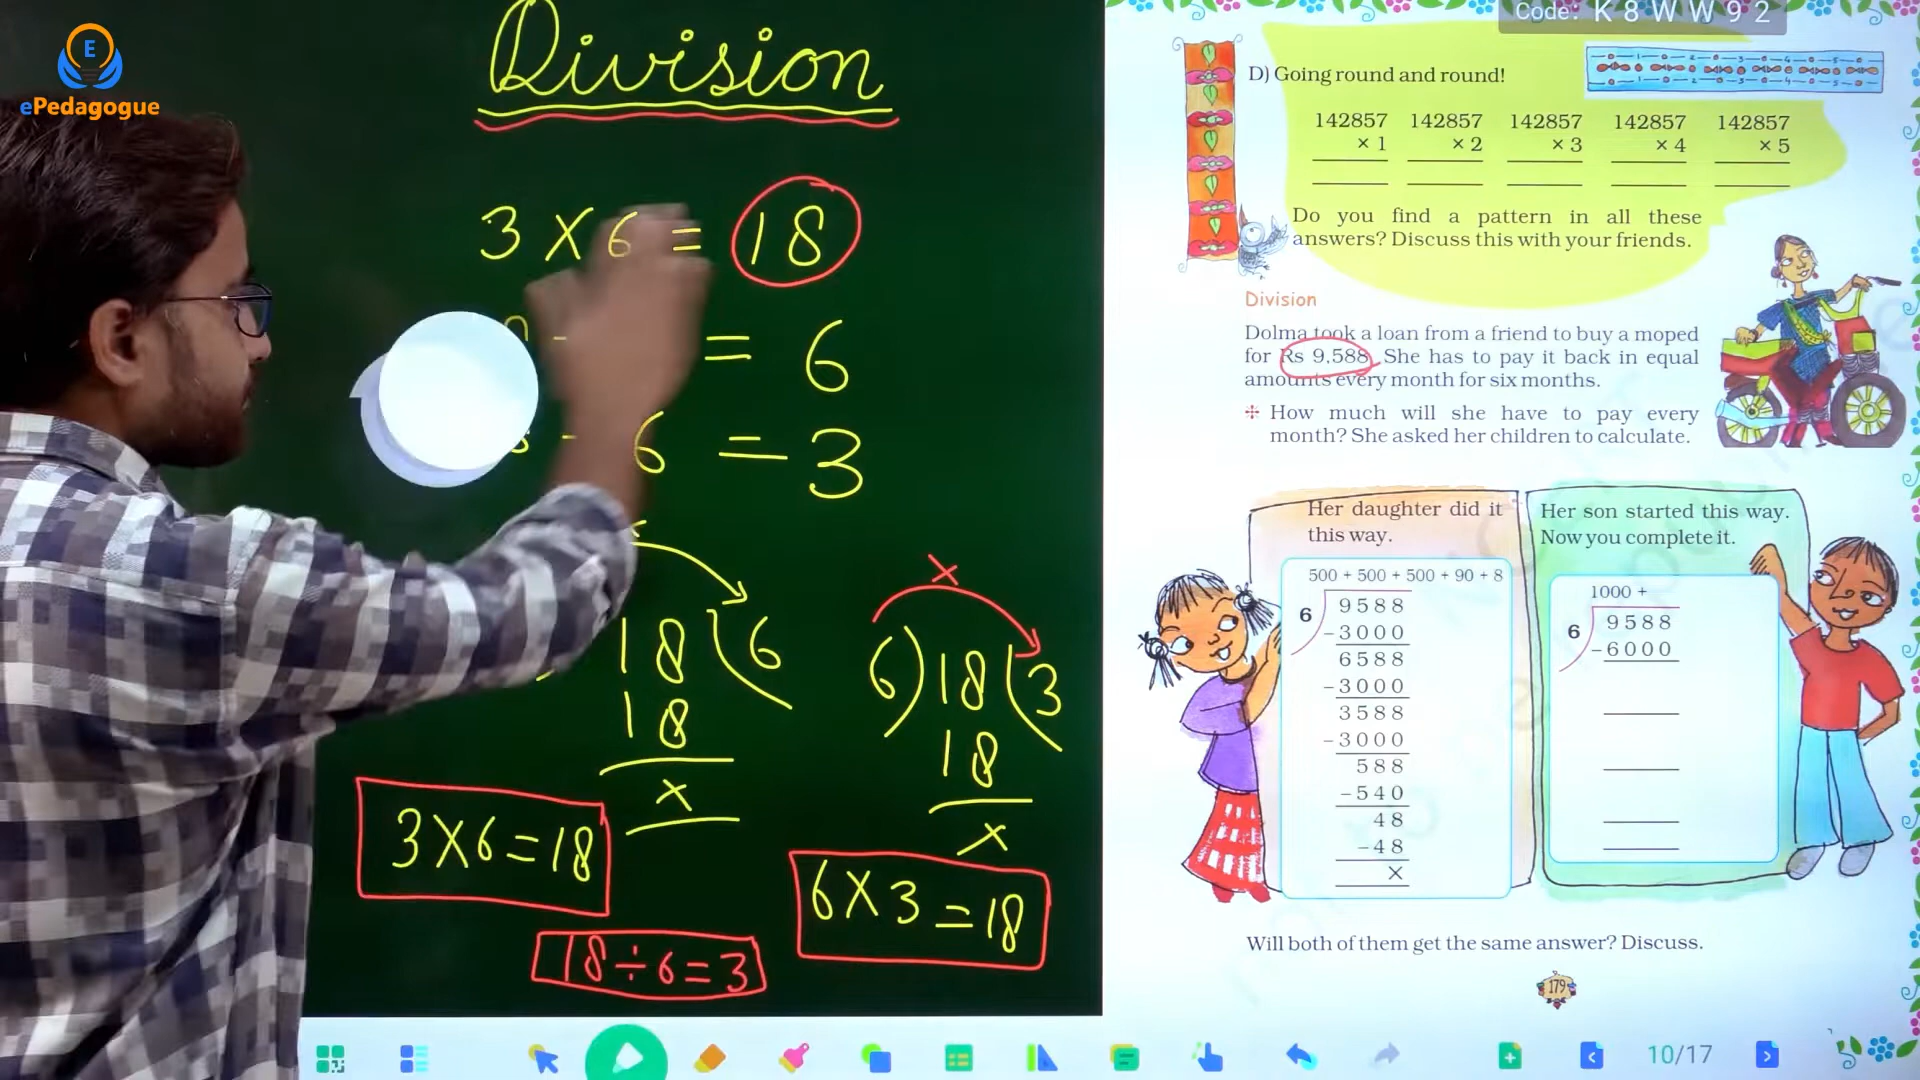 E
ePedagogue
Division
3 × 6 = 18
= 6
6 = 3
18 ( 6
18
×
×
6 ) 18 ( 3
18
×
3×6=18
6×3=18
18÷6=3
Code: K8WW92
D) Going round and round!
142857 142857 142857 142857 142857
× 1 × 2 × 3 × 4 × 5
Do you find a pattern in all these
answers? Discuss this with your friends.
Division
Dolma took a loan from a friend to buy a moped
for Rs 9,588. She has to pay it back in equal
amounts every month for six months.
✻ How much will she have to pay every
month? She asked her children to calculate.
Her daughter did it
this way.
500 + 500 + 500 + 90 + 8
6 9588
–3000
6588
–3000
3588
–3000
588
–540
48
–48
×
Her son started this way.
Now you complete it.
1000 +
6 9588
–6000
Will both of them get the same answer? Discuss.
179
10/17